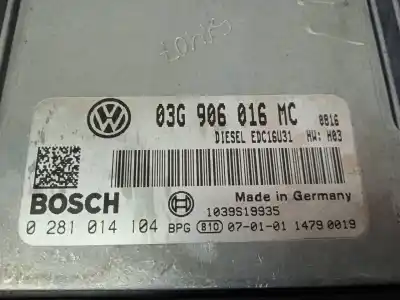 03G 906 016 MC 0816
DIESEL EDC16U31 HW: H03
BOSCH
Made in Germany
1039S19935
0 281 014 104 BPG 810 07-01-01 1479 0019